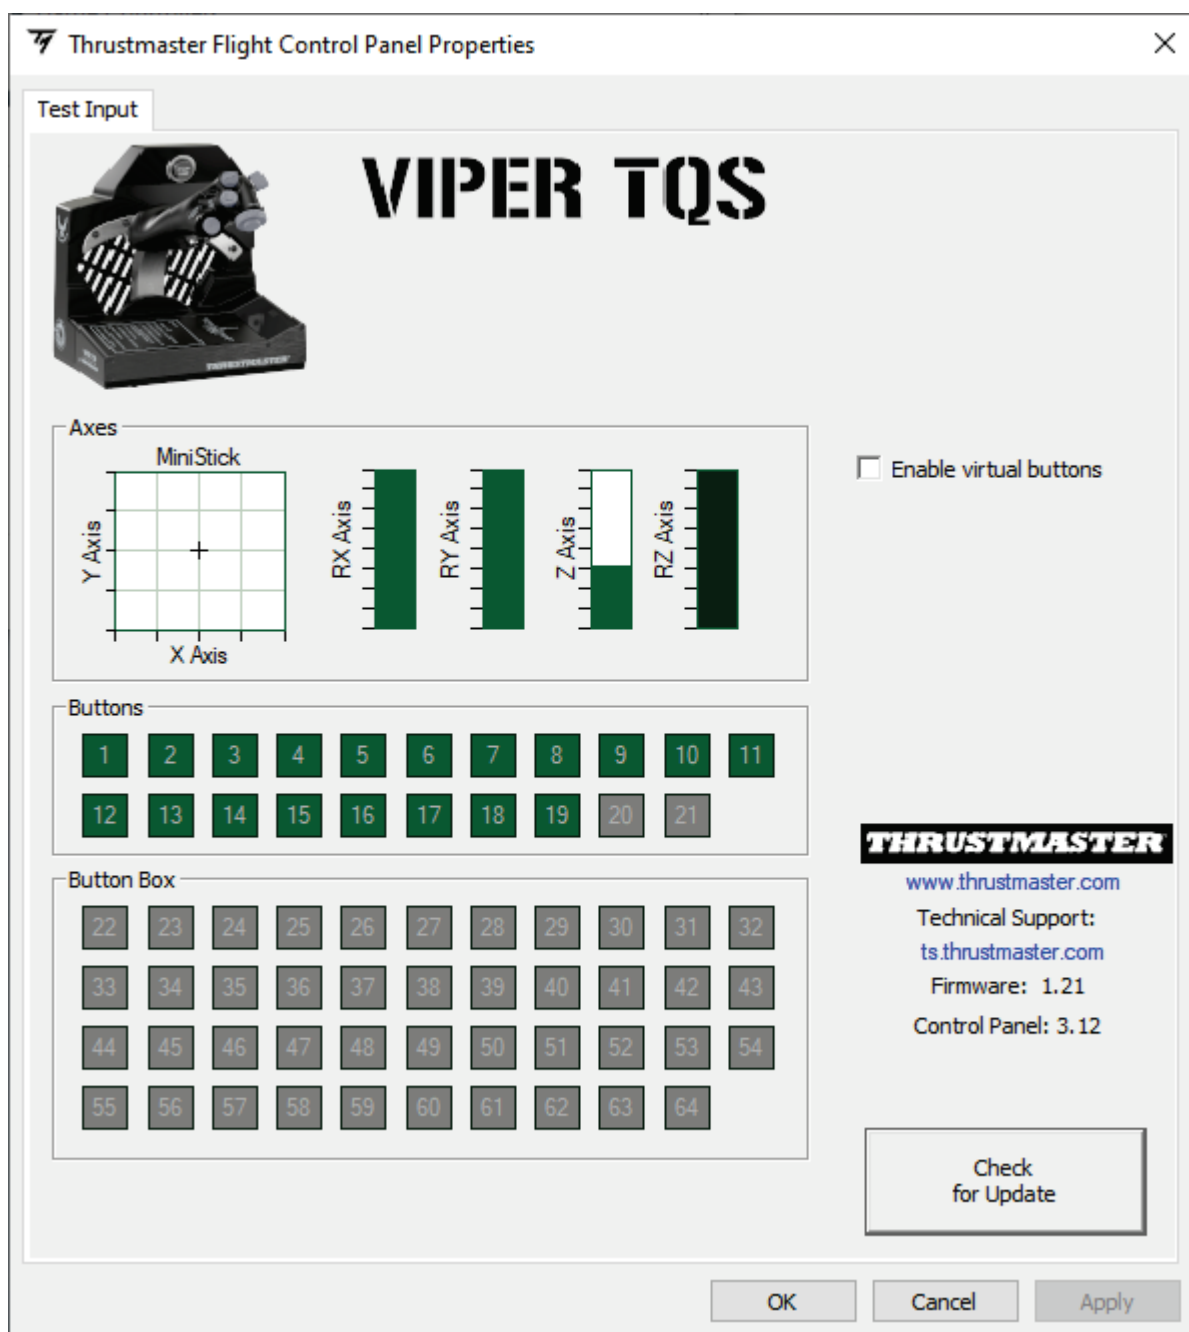 Thrustmaster Flight Control Panel Properties
Test Input
VIPER TQS
THRUSTMASTER
Axes
MiniStick
Y Axis
X Axis
RX Axis
RY Axis
Z Axis
RZ Axis
Enable virtual buttons
Buttons
1 2 3 4 5 6 7 8 9 10 11
12 13 14 15 16 17 18 19 20 21
Button Box
22 23 24 25 26 27 28 29 30 31 32
33 34 35 36 37 38 39 40 41 42 43
44 45 46 47 48 49 50 51 52 53 54
55 56 57 58 59 60 61 62 63 64
THRUSTMASTER
www.thrustmaster.com
Technical Support:
ts.thrustmaster.com
Firmware: 1.21
Control Panel: 3.12
Check
for Update
OK Cancel Apply